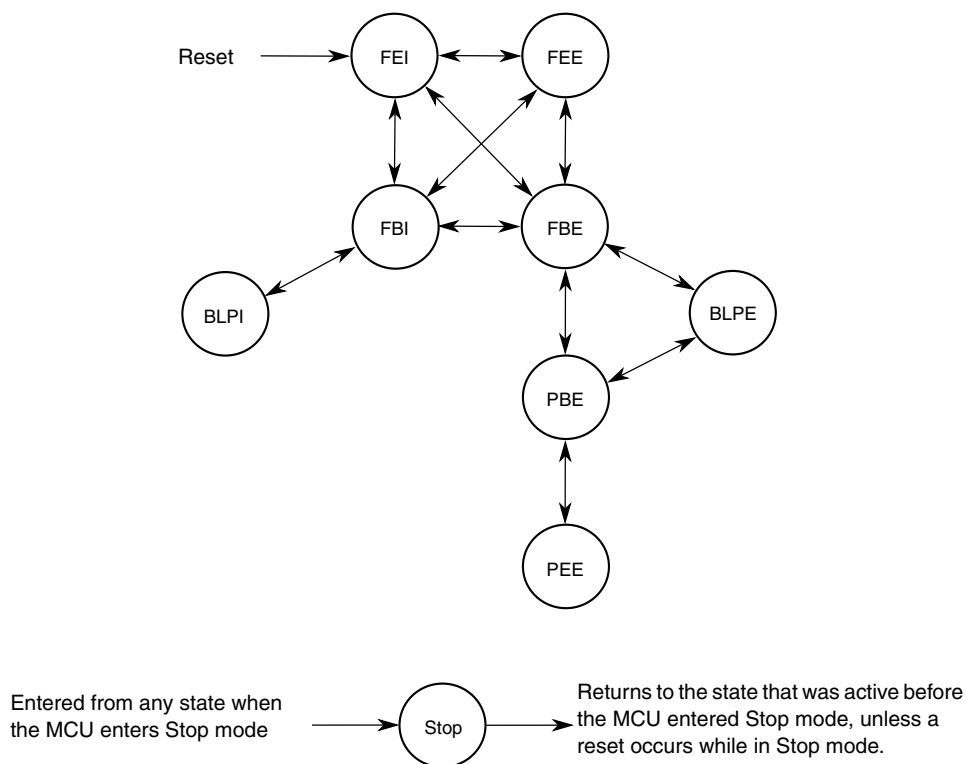 Reset
FEI
FEE
FBI
FBE
BLPI
BLPE
PBE
PEE
Entered from any state when
the MCU enters Stop mode
Stop
Returns to the state that was active before
the MCU entered Stop mode, unless a
reset occurs while in Stop mode.